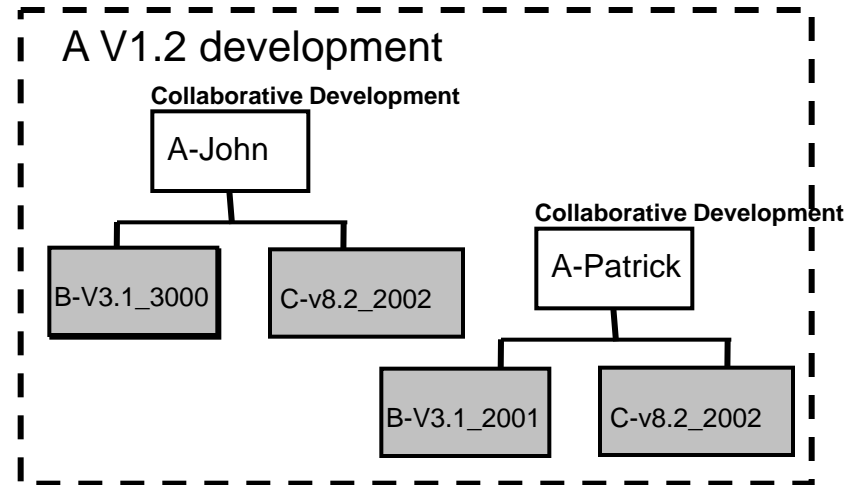 A V1.2 development
Collaborative Development
A-John
B-V3.1_3000
C-v8.2_2002
Collaborative Development
A-Patrick
B-V3.1_2001
C-v8.2_2002